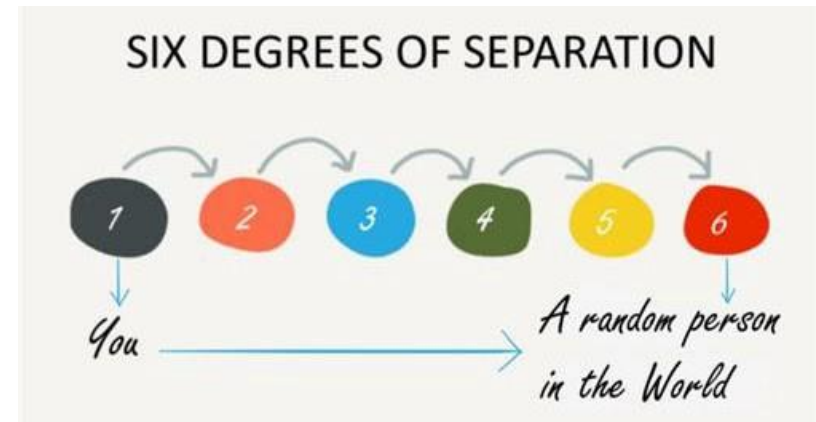 SIX DEGREES OF SEPARATION
1 2 3 4 5 6
You
A random person
in the World